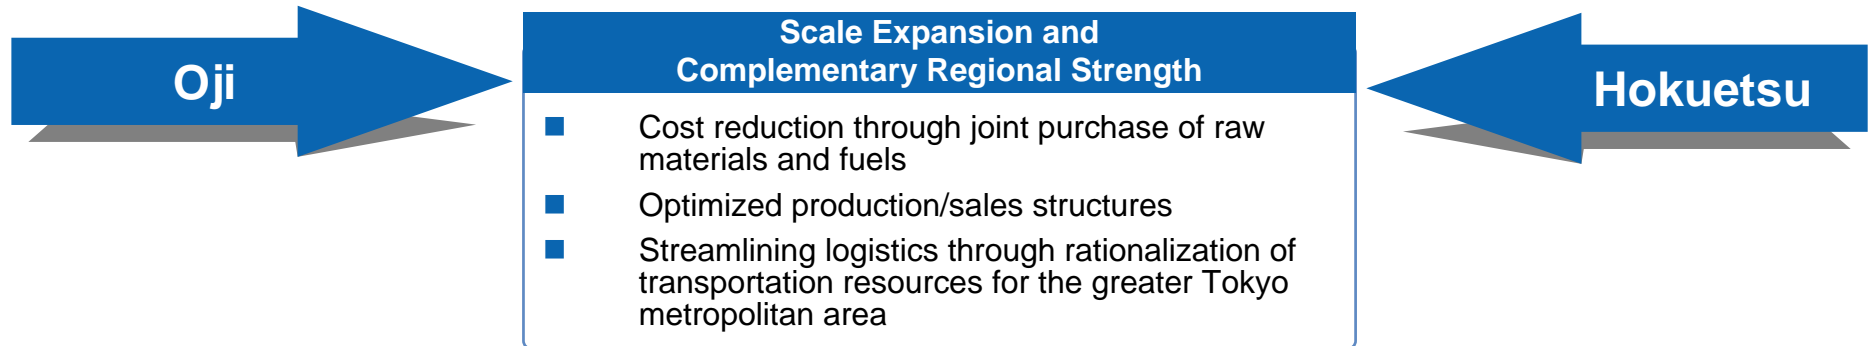 Oji
Scale Expansion and
Complementary Regional Strength
Cost reduction through joint purchase of raw
materials and fuels
Optimized production/sales structures
Streamlining logistics through rationalization of
transportation resources for the greater Tokyo
metropolitan area
Hokuetsu